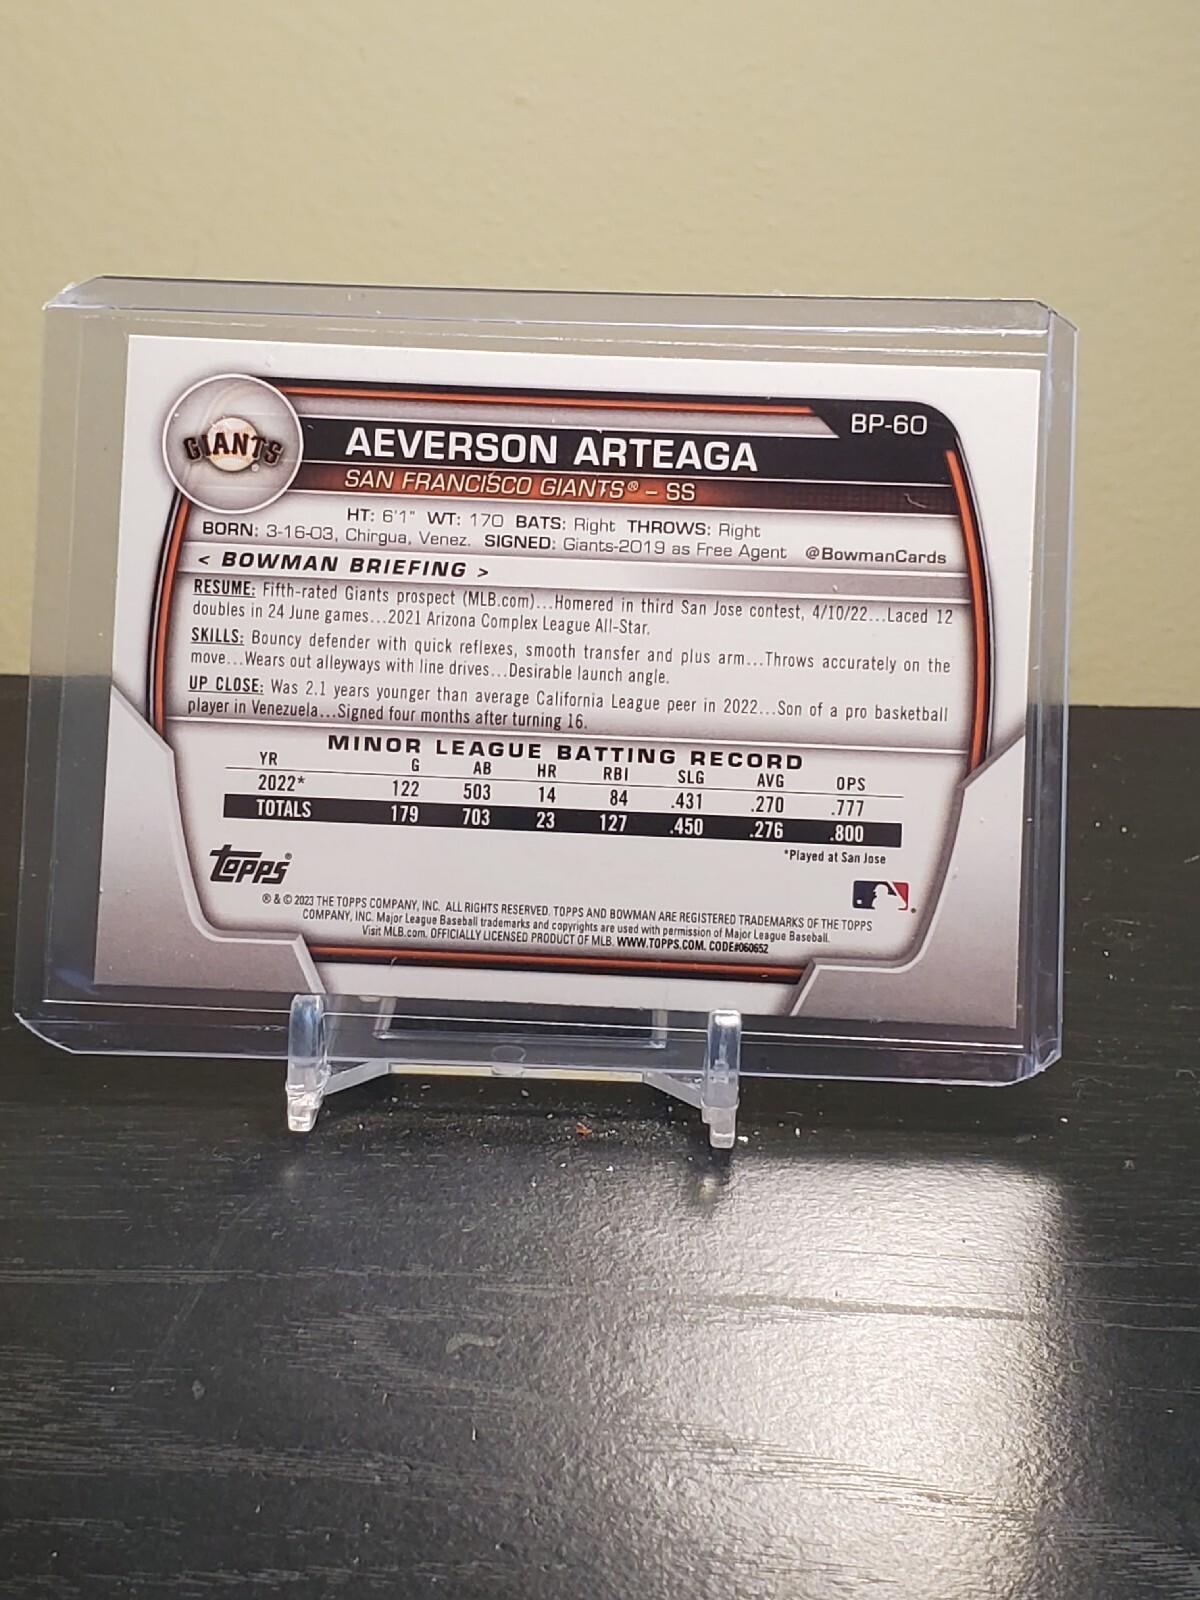 GIANTS
BP-60
AEVERSON ARTEAGA
SAN FRANCISCO GIANTS® – SS
HT: 6'1" WT: 170 BATS: Right THROWS: Right
BORN: 3-16-03, Chirgua, Venez. SIGNED: Giants-2019 as Free Agent @BowmanCards
< BOWMAN BRIEFING >
RESUME: Fifth-rated Giants prospect (MLB.com)...Homered in third San Jose contest, 4/10/22...Laced 12
doubles in 24 June games...2021 Arizona Complex League All-Star.
SKILLS: Bouncy defender with quick reflexes, smooth transfer and plus arm...Throws accurately on the
move...Wears out alleyways with line drives...Desirable launch angle.
UP CLOSE: Was 2.1 years younger than average California League peer in 2022...Son of a pro basketball
player in Venezuela...Signed four months after turning 16.
MINOR LEAGUE BATTING RECORD
YR G AB HR RBI SLG AVG OPS
2022* 122 503 14 84 .431 .270 .777
TOTALS 179 703 23 127 .450 .276 .800
*Played at San Jose
Topps®
® & © 2023 THE TOPPS COMPANY, INC. ALL RIGHTS RESERVED. TOPPS AND BOWMAN ARE REGISTERED TRADEMARKS OF THE TOPPS
COMPANY, INC. Major League Baseball trademarks and copyrights are used with permission of Major League Baseball.
Visit MLB.com. OFFICIALLY LICENSED PRODUCT OF MLB. WWW.TOPPS.COM. CODE#060652